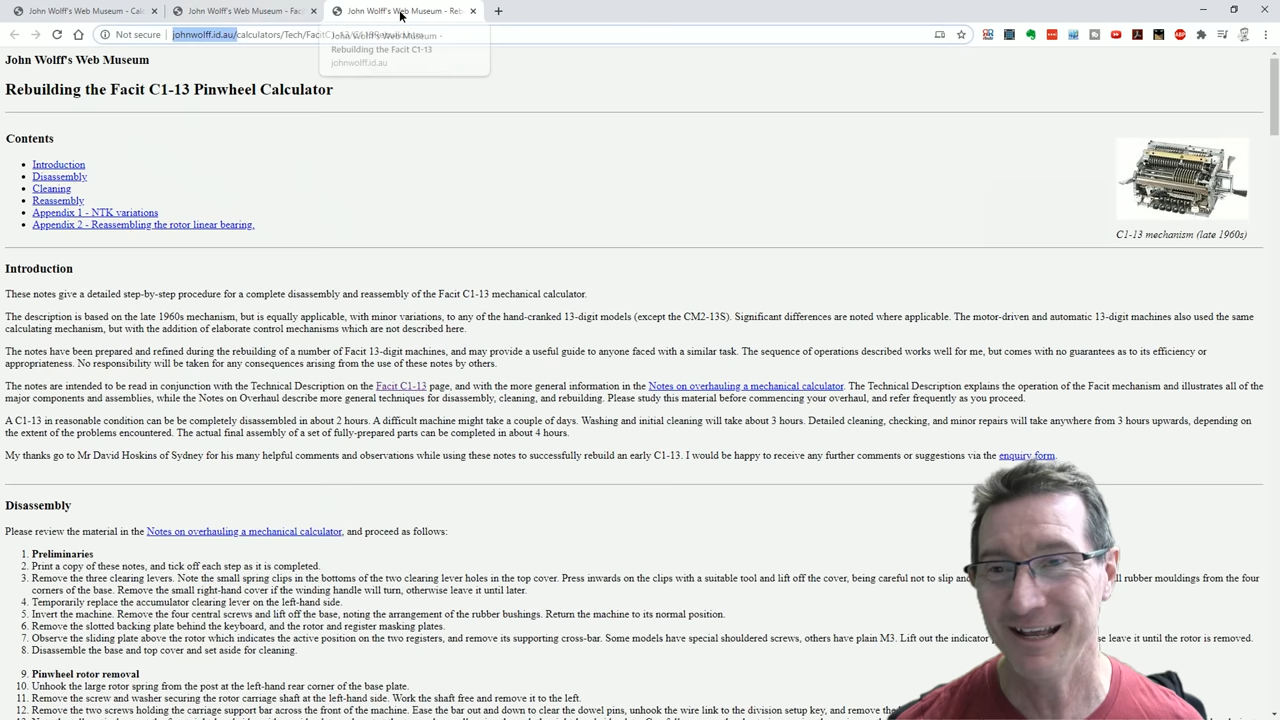 John Wolff's Web Museum - Calc
John Wolff's Web Museum - Faci
John Wolff's Web Museum - Reb
Not secure
johnwolff.id.au/calculators/Tech/Facit
John Wolff's Web Museum -
Rebuilding the Facit C1-13
johnwolff.id.au
John Wolff's Web Museum
Rebuilding the Facit C1-13 Pinwheel Calculator
Contents
Introduction
Disassembly
Cleaning
Reassembly
Appendix 1 - NTK variations
Appendix 2 - Reassembling the rotor linear bearing.
C1-13 mechanism (late 1960s)
Introduction
These notes give a detailed step-by-step procedure for a complete disassembly and reassembly of the Facit C1-13 mechanical calculator.
The description is based on the late 1960s mechanism, but is equally applicable, with minor variations, to any of the hand-cranked 13-digit models (except the CM2-13S). Significant differences are noted where applicable. The motor-driven and automatic 13-digit machines also used the same
calculating mechanism, but with the addition of elaborate control mechanisms which are not described here.
The notes have been prepared and refined during the rebuilding of a number of Facit 13-digit machines, and may provide a useful guide to anyone faced with a similar task. The sequence of operations described works well for me, but comes with no guarantees as to its efficiency or
appropriateness. No responsibility will be taken for any consequences arising from the use of these notes by others.
The notes are intended to be read in conjunction with the Technical Description on the Facit C1-13 page, and with the more general information in the Notes on overhauling a mechanical calculator. The Technical Description explains the operation of the Facit mechanism and illustrates all of the
major components and assemblies, while the Notes on Overhaul describe more general techniques for disassembly, cleaning, and rebuilding. Please study this material before commencing your overhaul, and refer frequently as you proceed.
A C1-13 in reasonable condition can be completely disassembled in about 2 hours. A difficult machine might take a couple of days. Washing and initial cleaning will take about 3 hours. Detailed cleaning, checking, and minor repairs will take anywhere from 3 hours upwards, depending on
the extent of the problems encountered. The actual final assembly of a set of fully-prepared parts can be completed in about 4 hours.
My thanks go to Mr David Hoskins of Sydney for his many helpful comments and observations while using these notes to successfully rebuild an early C1-13. I would be happy to receive any further comments or suggestions via the enquiry form.
Disassembly
Please review the material in the Notes on overhauling a mechanical calculator, and proceed as follows:
1. Preliminaries
2. Print a copy of these notes, and tick off each step as it is completed.
3. Remove the three clearing levers. Note the small spring clips in the bottoms of the two clearing lever holes in the top cover. Press inwards on the clips with a suitable tool and lift off the cover, being careful not to slip and ll rubber mouldings from the four
corners of the base. Remove the small right-hand cover if the winding handle will turn, otherwise leave it until later.
4. Temporarily replace the accumulator clearing lever on the left-hand side.
5. Invert the machine. Remove the four central screws and lift off the base, noting the arrangement of the rubber bushings. Return the machine to its normal position.
6. Remove the slotted backing plate behind the keyboard, and the rotor and register masking plates.
7. Observe the sliding plate above the rotor which indicates the active position on the two registers, and remove its supporting cross-bar. Some models have special shouldered screws, others have plain M3. Lift out the indicator se leave it until the rotor is removed.
8. Disassemble the base and top cover and set aside for cleaning.
9. Pinwheel rotor removal
10. Unhook the large rotor spring from the post at the left-hand rear corner of the base plate.
11. Remove the screw and washer securing the rotor carriage shaft at the left-hand side. Work the shaft free and remove it to the left.
12. Remove the two screws holding the carriage support bar across the front of the machine. Ease the bar out and down to clear the dowel pins, unhook the wire link to the division setup key, and remove the